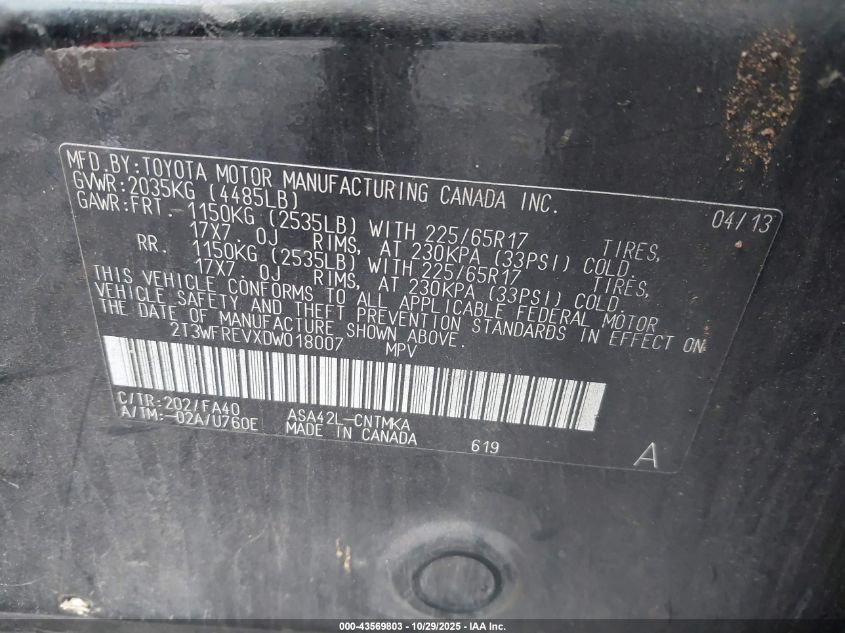 MFD.BY:TOYOTA MOTOR MANUFACTURING CANADA INC.
GVWR:2035KG (4485LB) 04/13
GAWR:FRT. 1150KG (2535LB) WITH 225/65R17 TIRES,
17X7. 0J RIMS, AT 230KPA (33PSI) COLD.
RR. 1150KG (2535LB) WITH 225/65R17 TIRES,
17X7. 0J RIMS, AT 230KPA (33PSI) COLD.
THIS VEHICLE CONFORMS TO ALL APPLICABLE FEDERAL MOTOR
VEHICLE SAFETY AND THEFT PREVENTION STANDARDS IN EFFECT ON
THE DATE OF MANUFACTURE SHOWN ABOVE.
2T3WFREVXDW018007 MPV
C/TR:202/FA40 ASA42L-CNTMKA
A/TM:-02A/U760E MADE IN CANADA 619 A
000-43569803 - 10/29/2025 - IAA Inc.